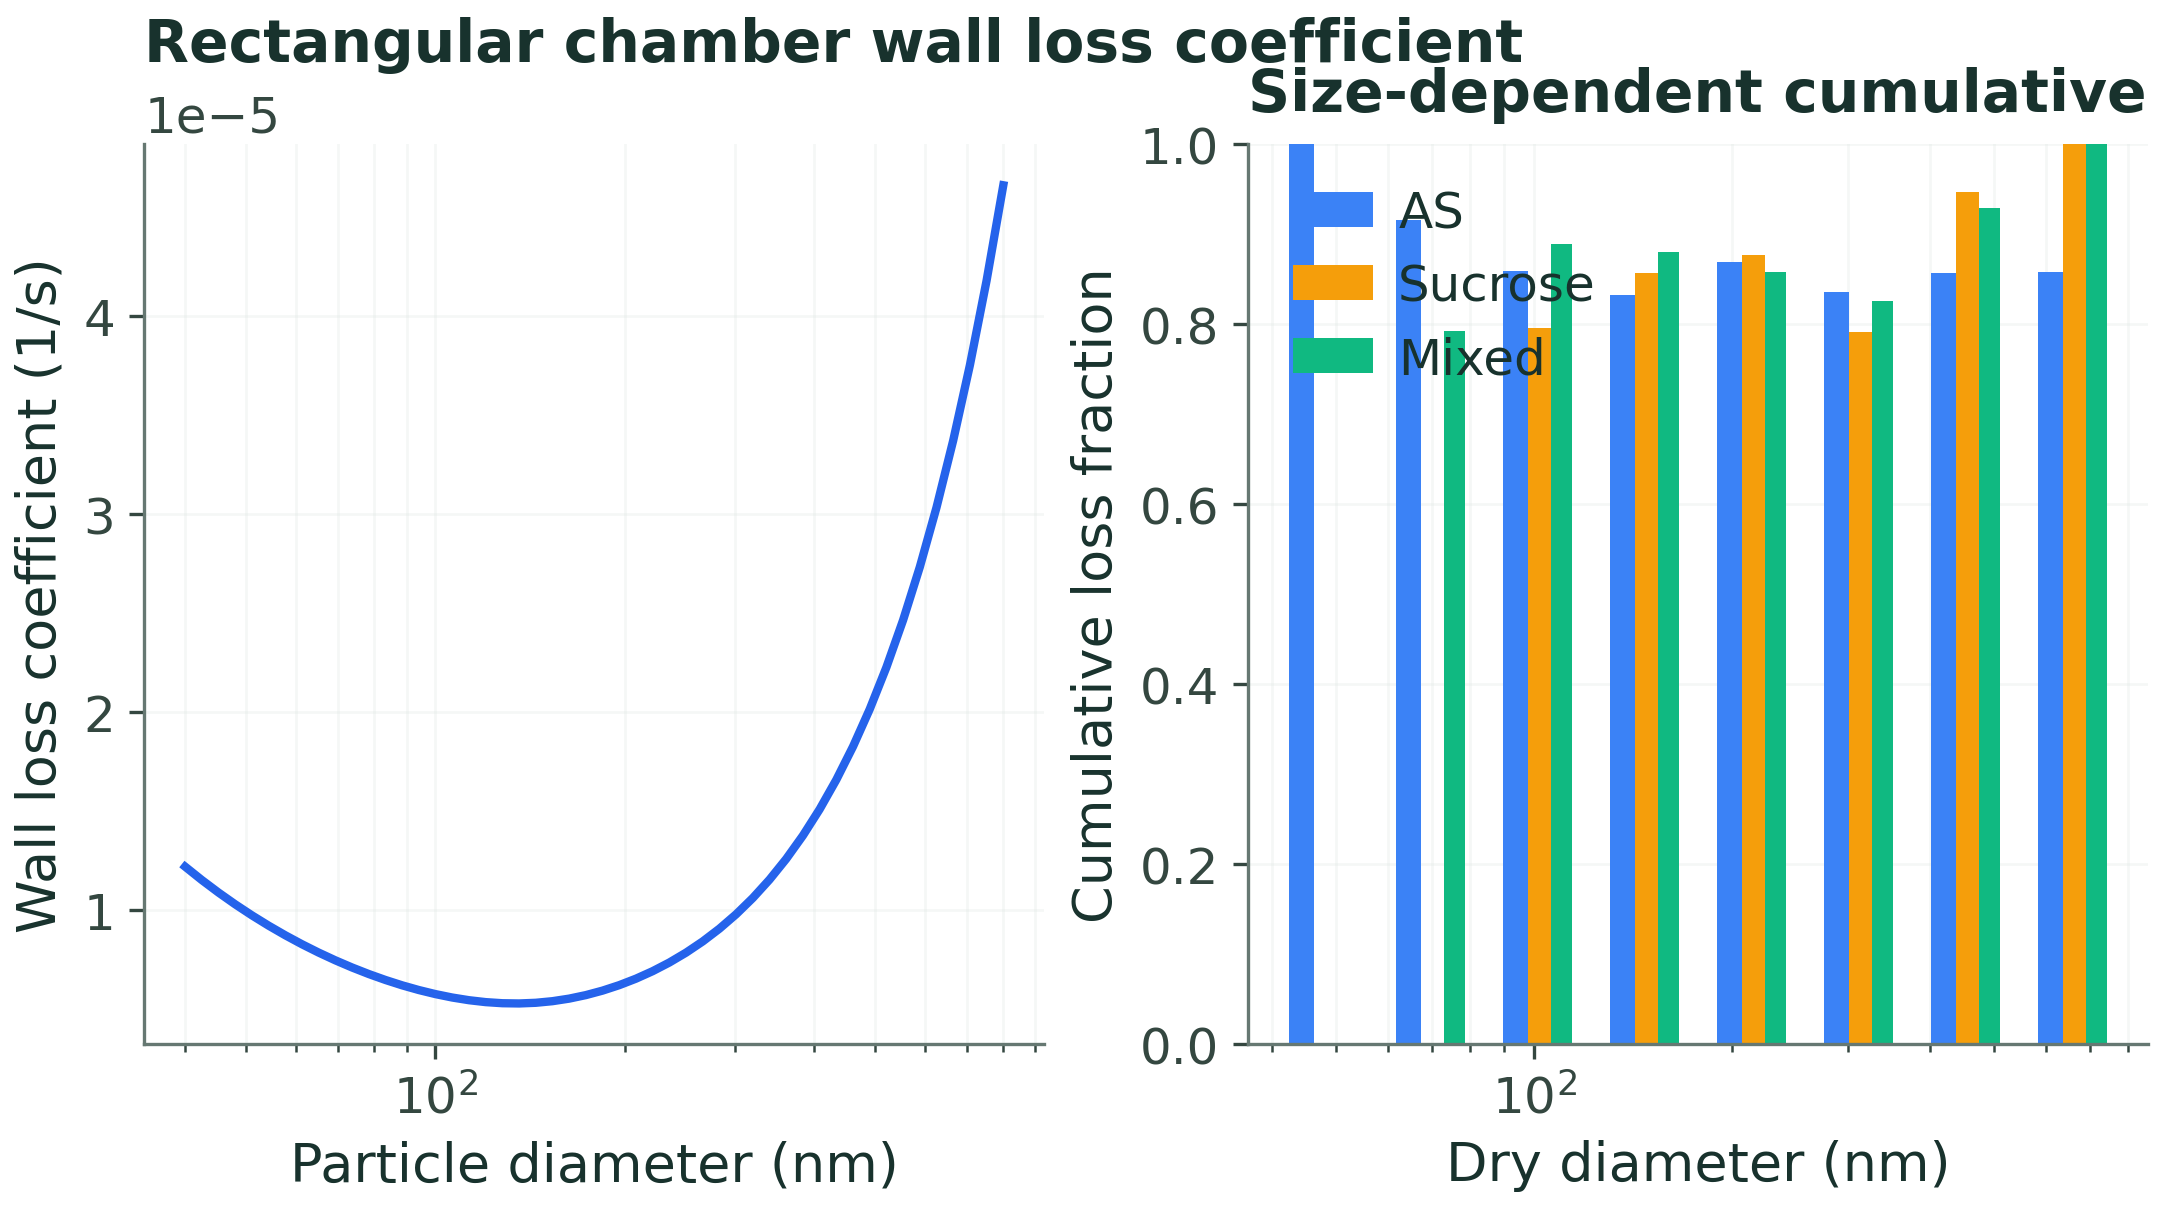 Rectangular chamber wall loss coefficient
1e−5
4
3
2
1
Wall loss coefficient (1/s)
10²
Particle diameter (nm)
Size-dependent cumulative
1.0
0.8
0.6
0.4
0.2
0.0
Cumulative loss fraction
AS
Sucrose
Mixed
10²
Dry diameter (nm)